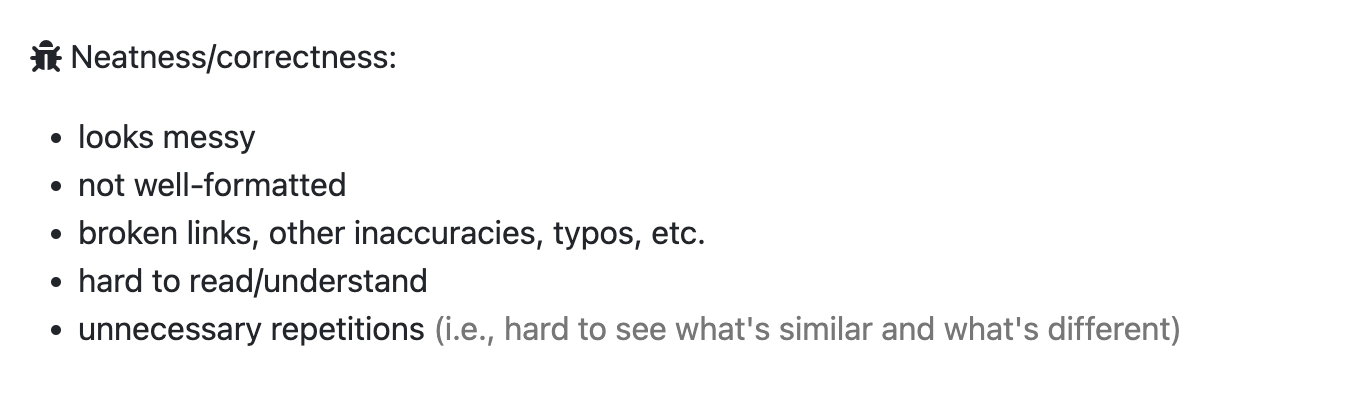 Neatness/correctness:
• looks messy
• not well-formatted
• broken links, other inaccuracies, typos, etc.
• hard to read/understand
• unnecessary repetitions (i.e., hard to see what's similar and what's different)